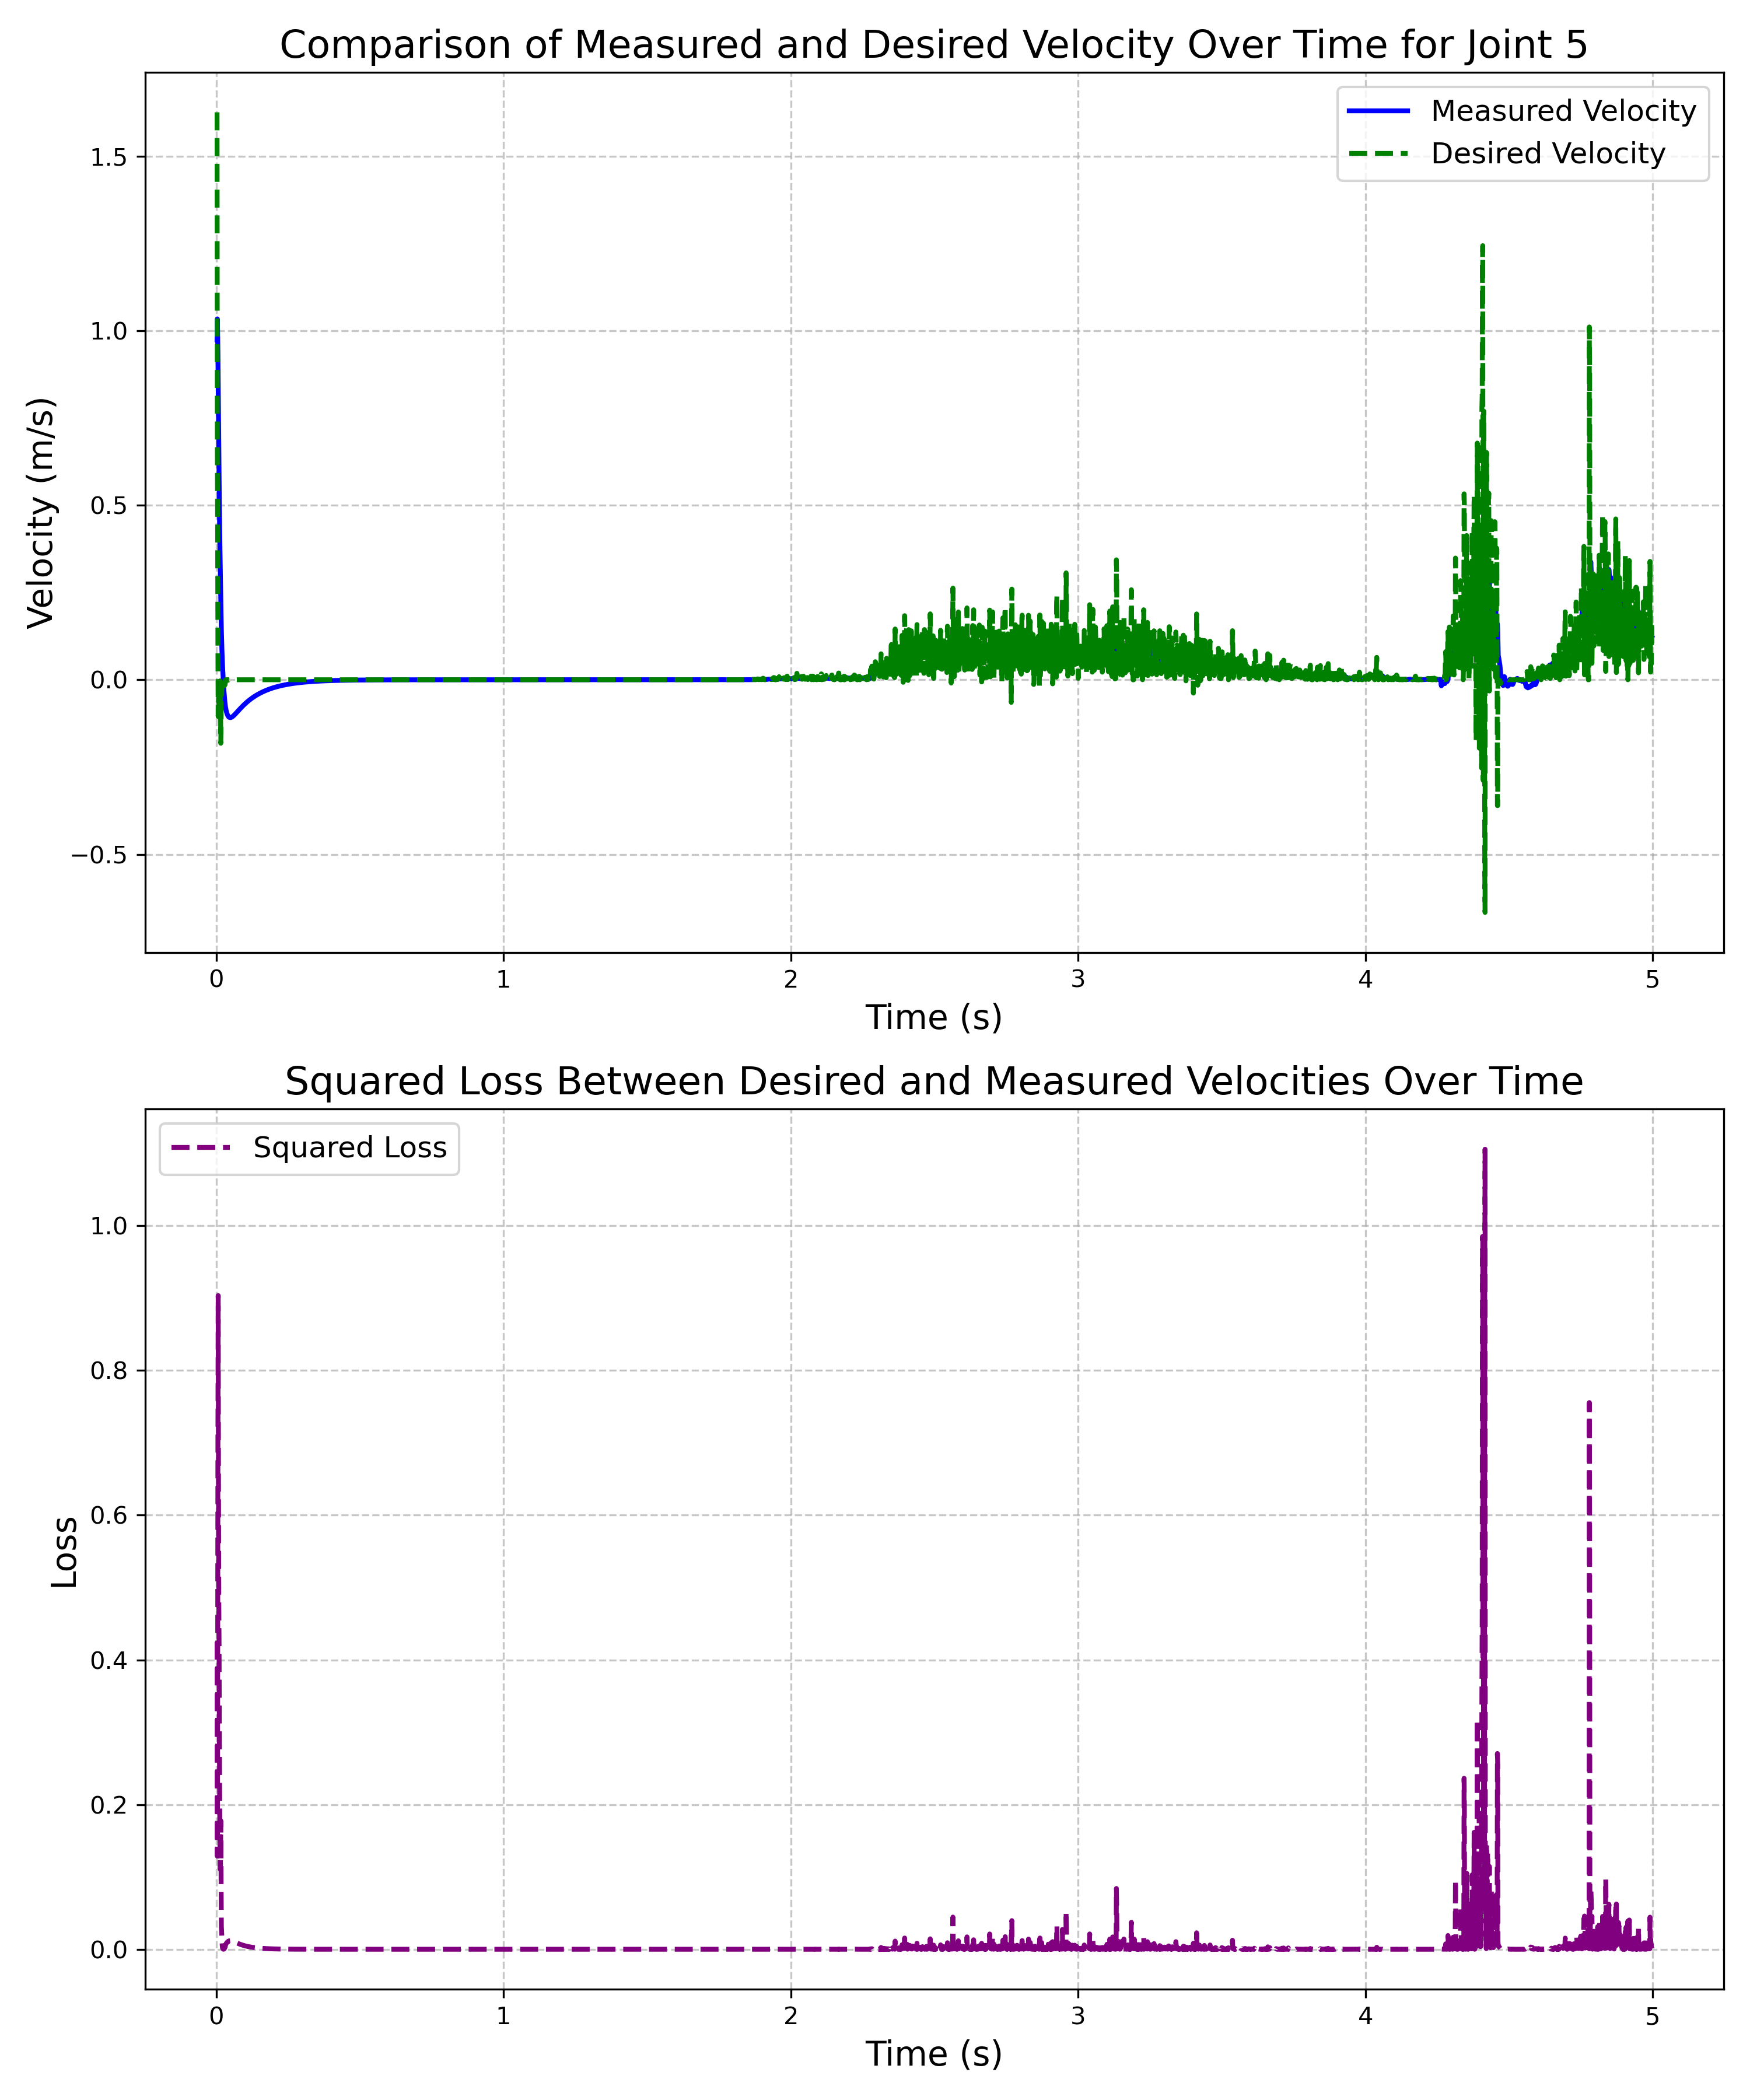 Comparison of Measured and Desired Velocity Over Time for Joint 5
Measured Velocity
Desired Velocity
Velocity (m/s)
1.5
1.0
0.5
0.0
−0.5
0 1 2 3 4 5
Time (s)
Squared Loss Between Desired and Measured Velocities Over Time
Squared Loss
Loss
1.0
0.8
0.6
0.4
0.2
0.0
0 1 2 3 4 5
Time (s)